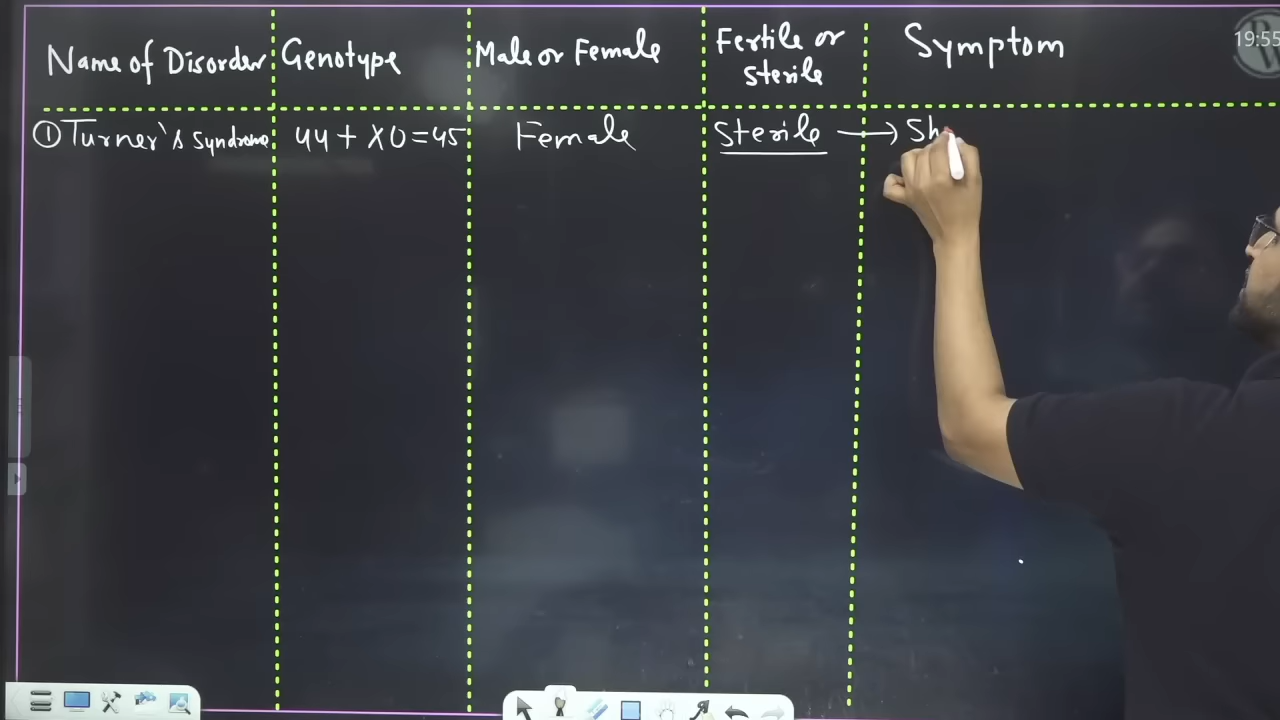 Name of Disorder Genotype Male or Female Fertile or sterile Symptom
① Turner's Syndrome 44 + XO = 45 Female Sterile → Sh
19:55